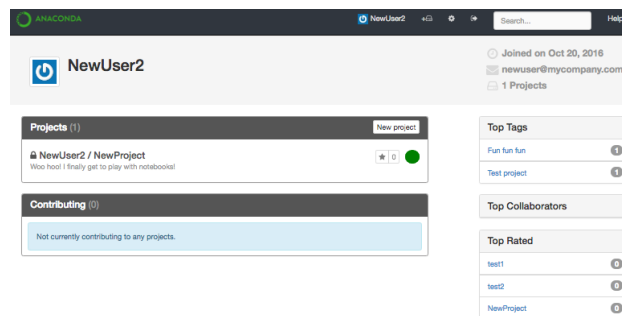 ANACONDA
NewUser2
Search...
Help
NewUser2
Joined on Oct 20, 2016
newuser@mycompany.com
1 Projects
Projects (1)
New project
NewUser2 / NewProject
0
Woo hoo! I finally get to play with notebooks!
Contributing (0)
Not currently contributing to any projects.
Top Tags
Fun fun fun 1
Test project 1
Top Collaborators
Top Rated
test1 0
test2 0
NewProject 0